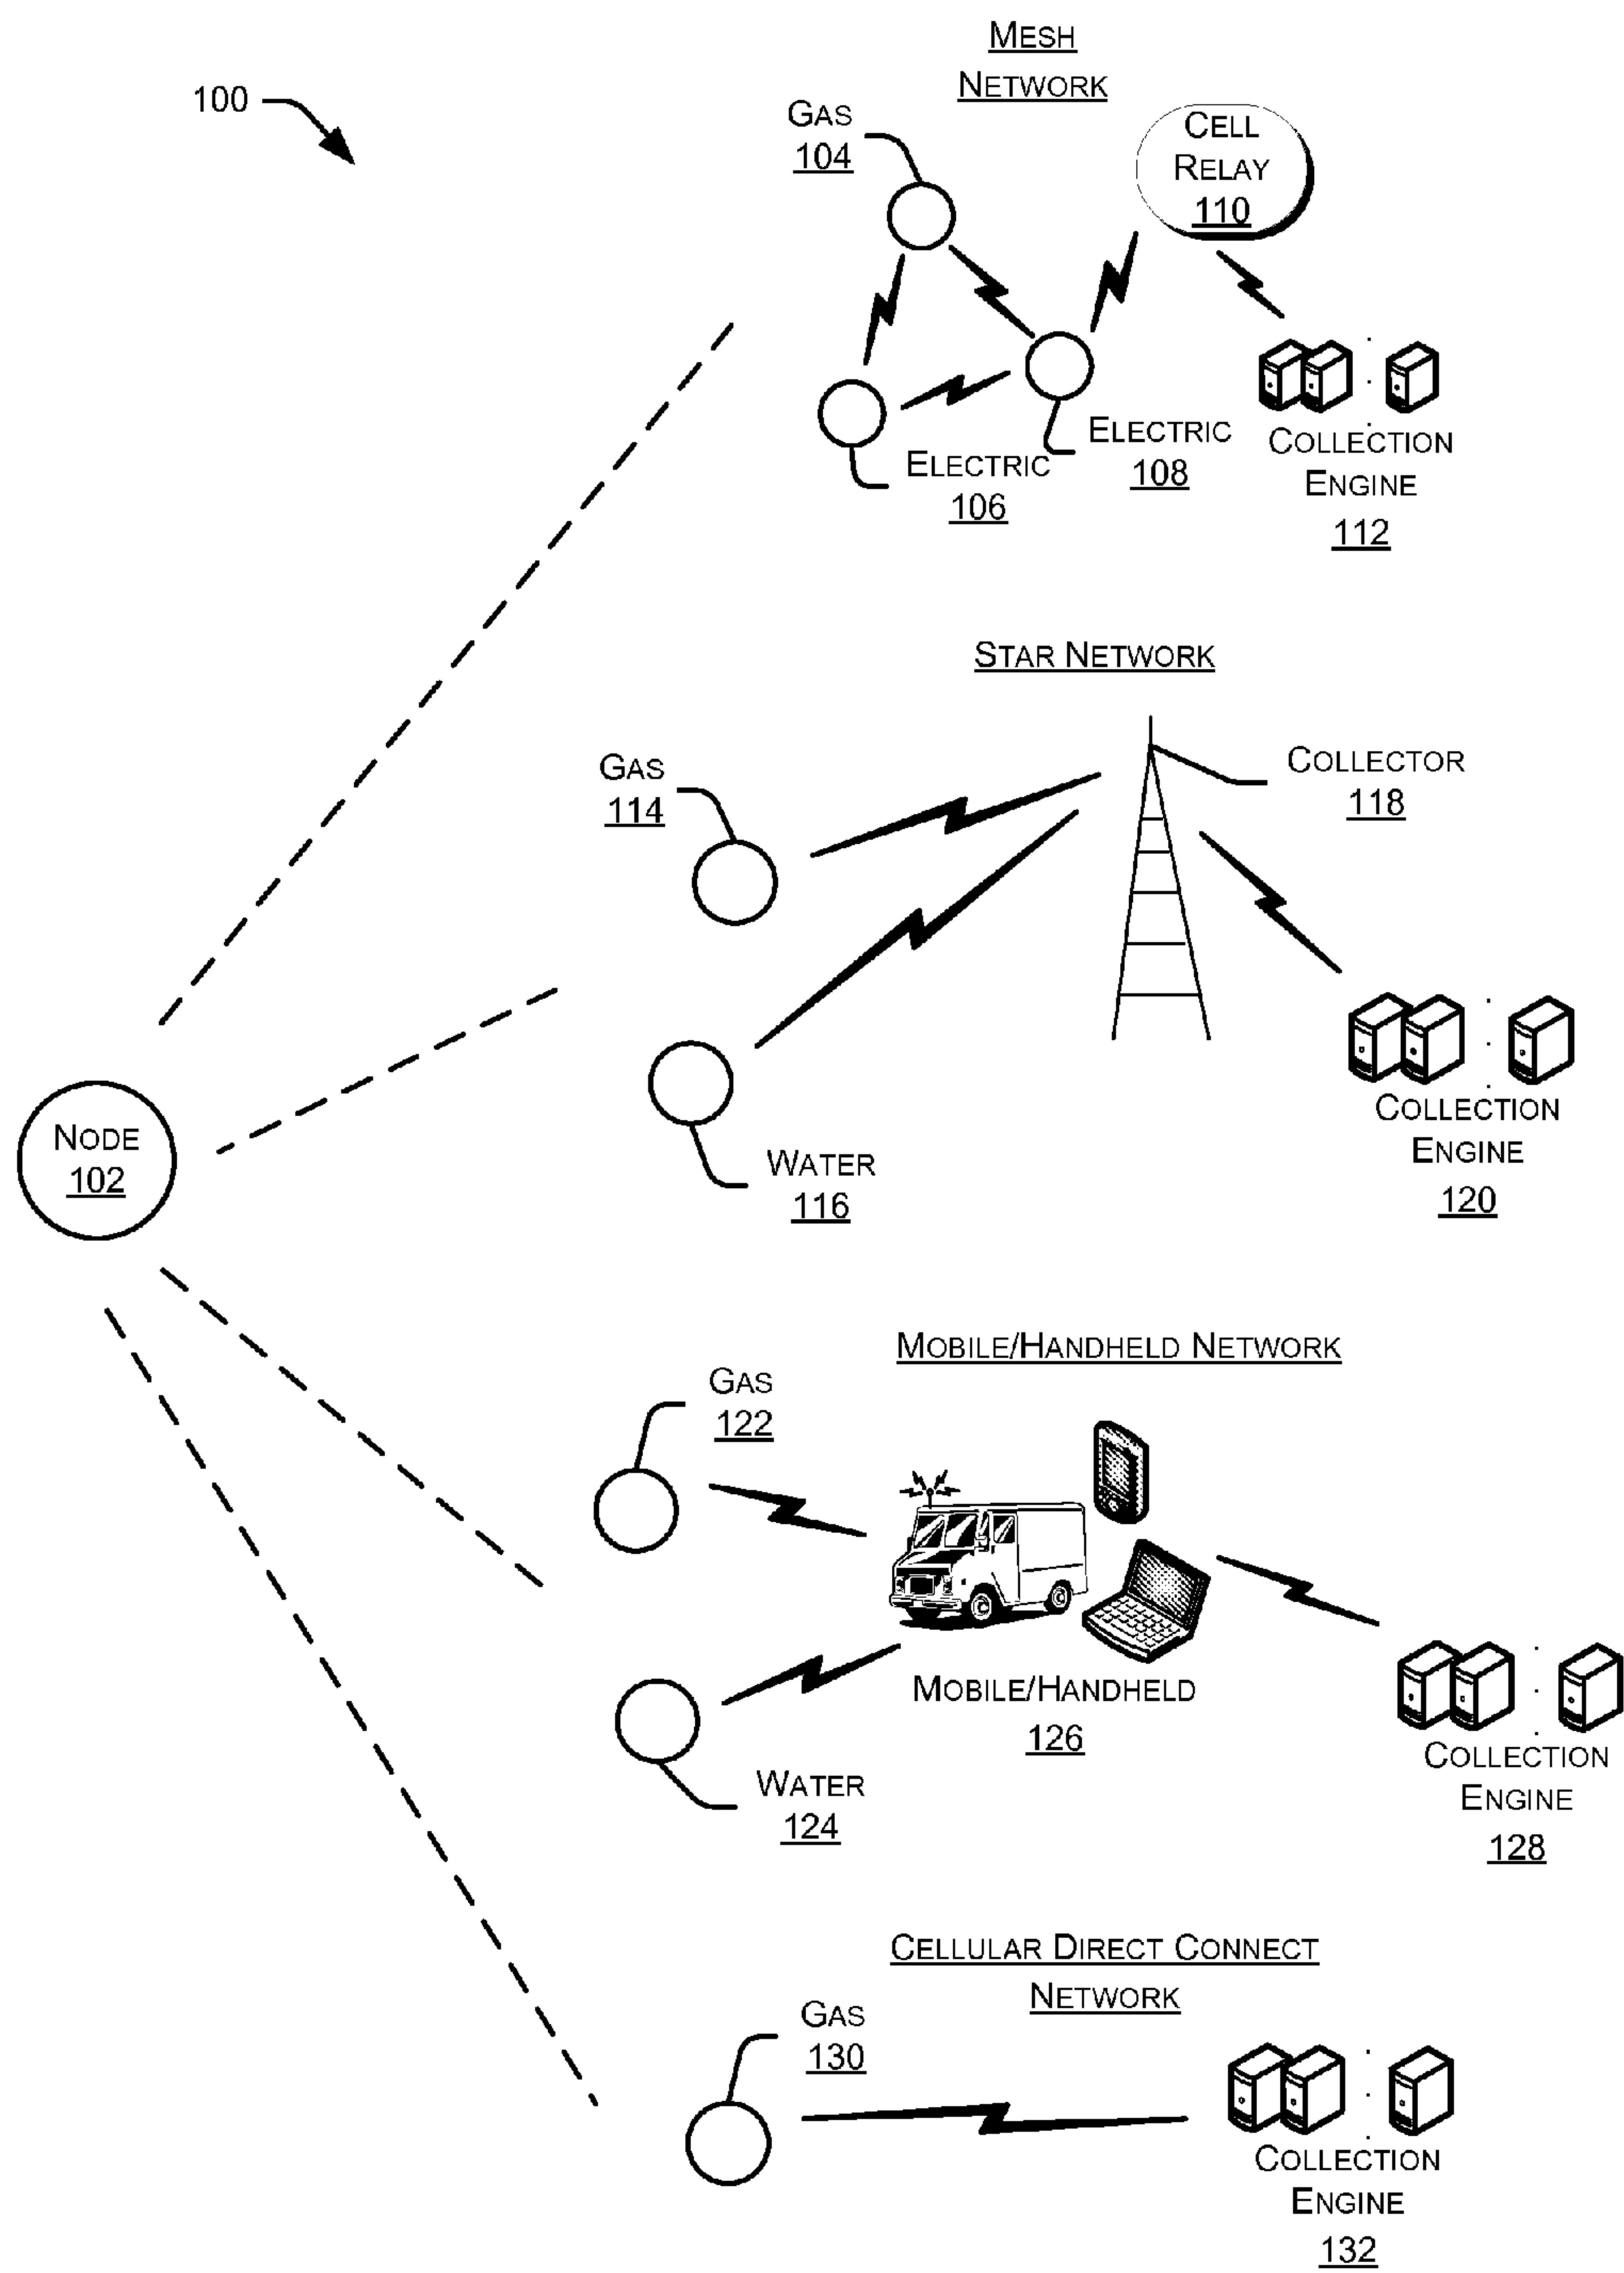 100
MESH
NETWORK
GAS
104
CELL
RELAY
110
ELECTRIC
106
ELECTRIC
108
COLLECTION
ENGINE
112
STAR NETWORK
GAS
114
COLLECTOR
118
WATER
116
COLLECTION
ENGINE
120
NODE
102
MOBILE/HANDHELD NETWORK
GAS
122
MOBILE/HANDHELD
126
WATER
124
COLLECTION
ENGINE
128
CELLULAR DIRECT CONNECT
NETWORK
GAS
130
COLLECTION
ENGINE
132